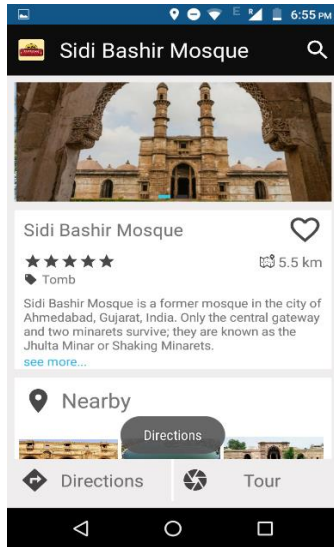 E R 6:55 PM
Sidi Bashir Mosque
Sidi Bashir Mosque
5.5 km
Tomb
Sidi Bashir Mosque is a former mosque in the city of
Ahmedabad, Gujarat, India. Only the central gateway
and two minarets survive; they are known as the
Jhulta Minar or Shaking Minarets.
see more...
Nearby
Directions
Directions Tour